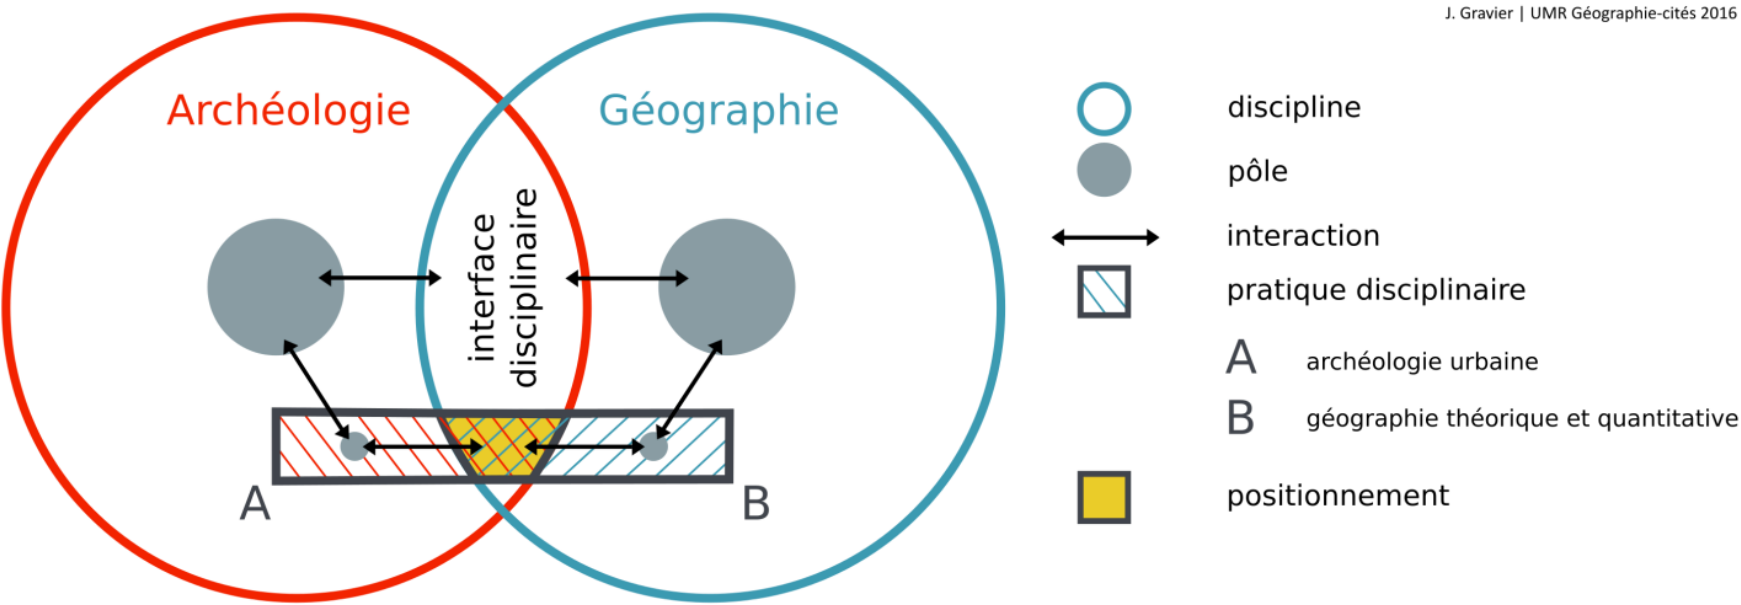 J. Gravier | UMR Géographie-cités 2016
Archéologie
Géographie
interface
disciplinaire
A
B
discipline
pôle
interaction
pratique disciplinaire
A archéologie urbaine
B géographie théorique et quantitative
positionnement